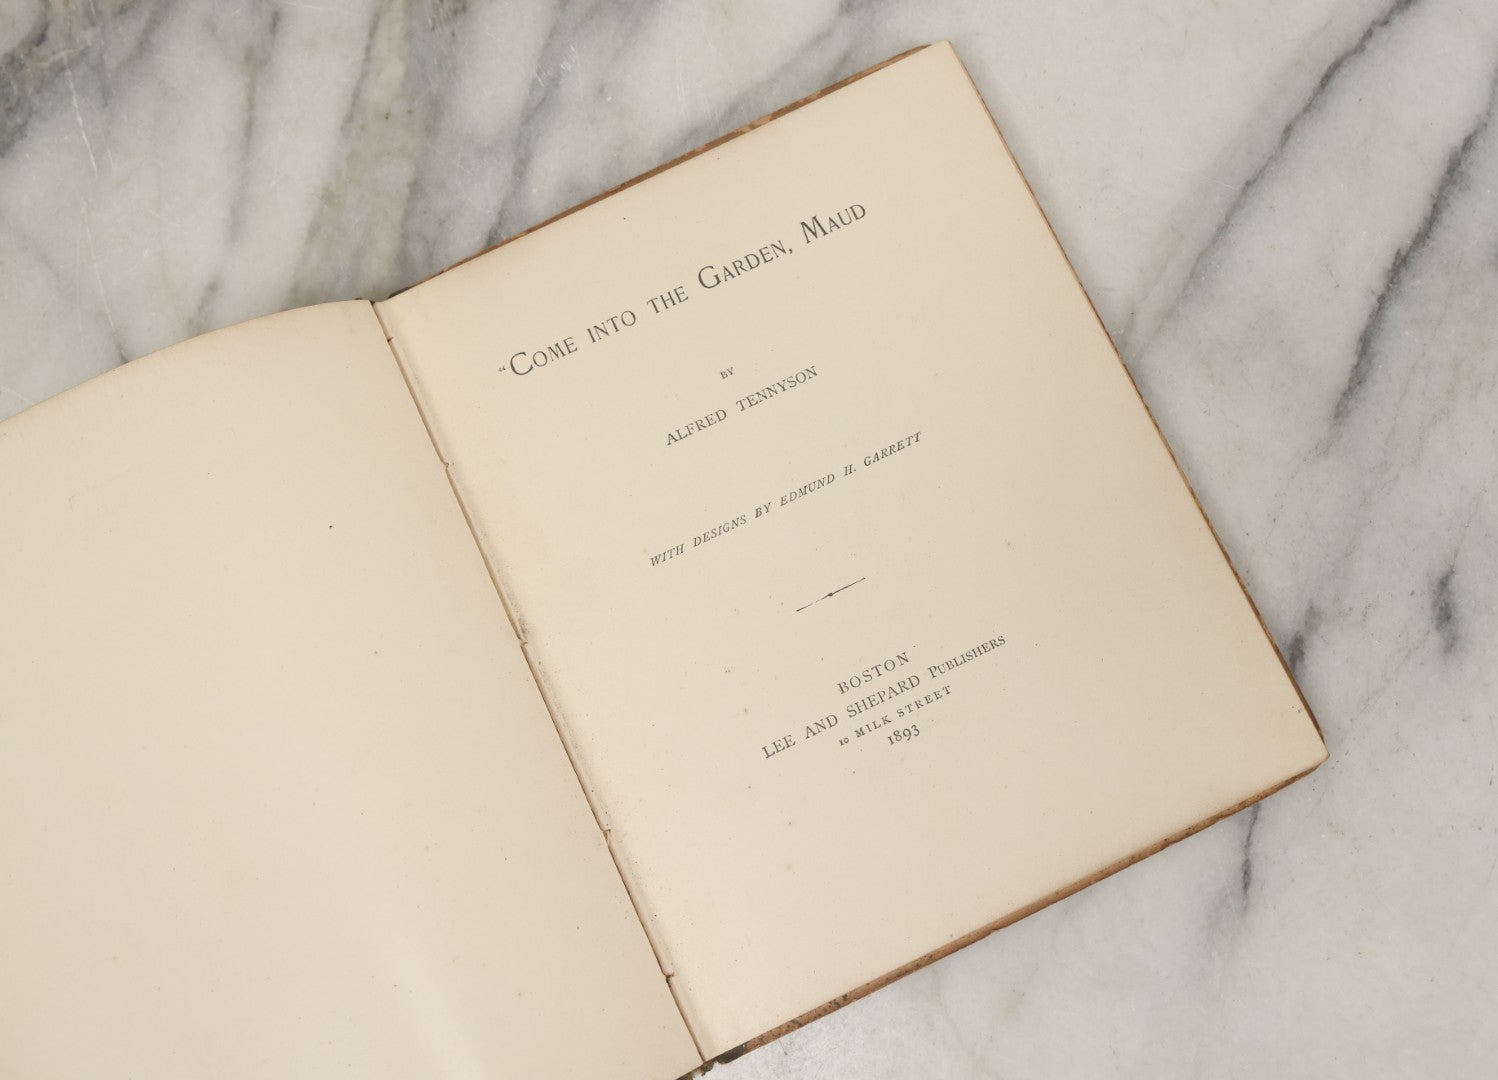 “Come into the Garden, Maud
BY
ALFRED TENNYSON
WITH DESIGNS BY EDMUND H. GARRETT
BOSTON
LEE AND SHEPARD Publishers
10 MILK STREET
1893